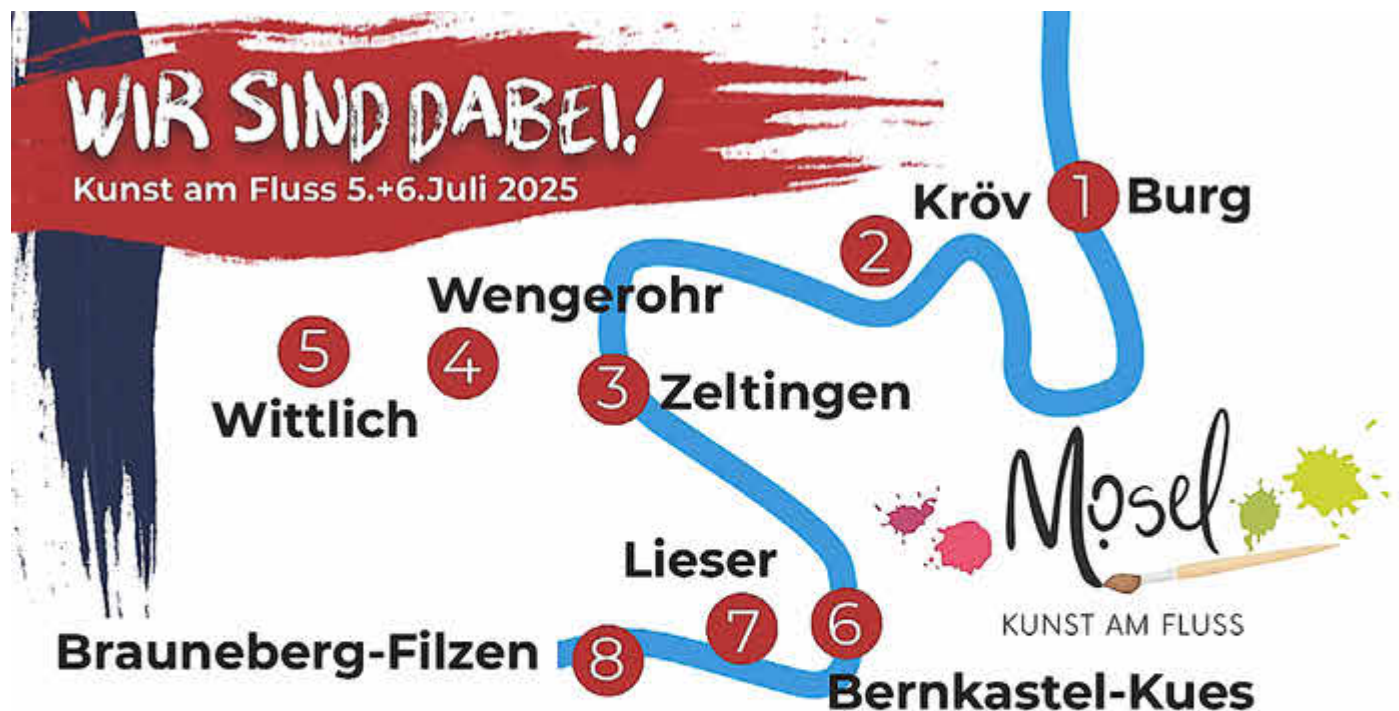 WIR SIND DABEI!
Kunst am Fluss 5.+6.Juli 2025
Kröv
1
Burg
2
Wengerohr
5
4
3
Zeltingen
Wittlich
Mosel
KUNST AM FLUSS
Lieser
7
6
Brauneberg-Filzen
8
Bernkastel-Kues